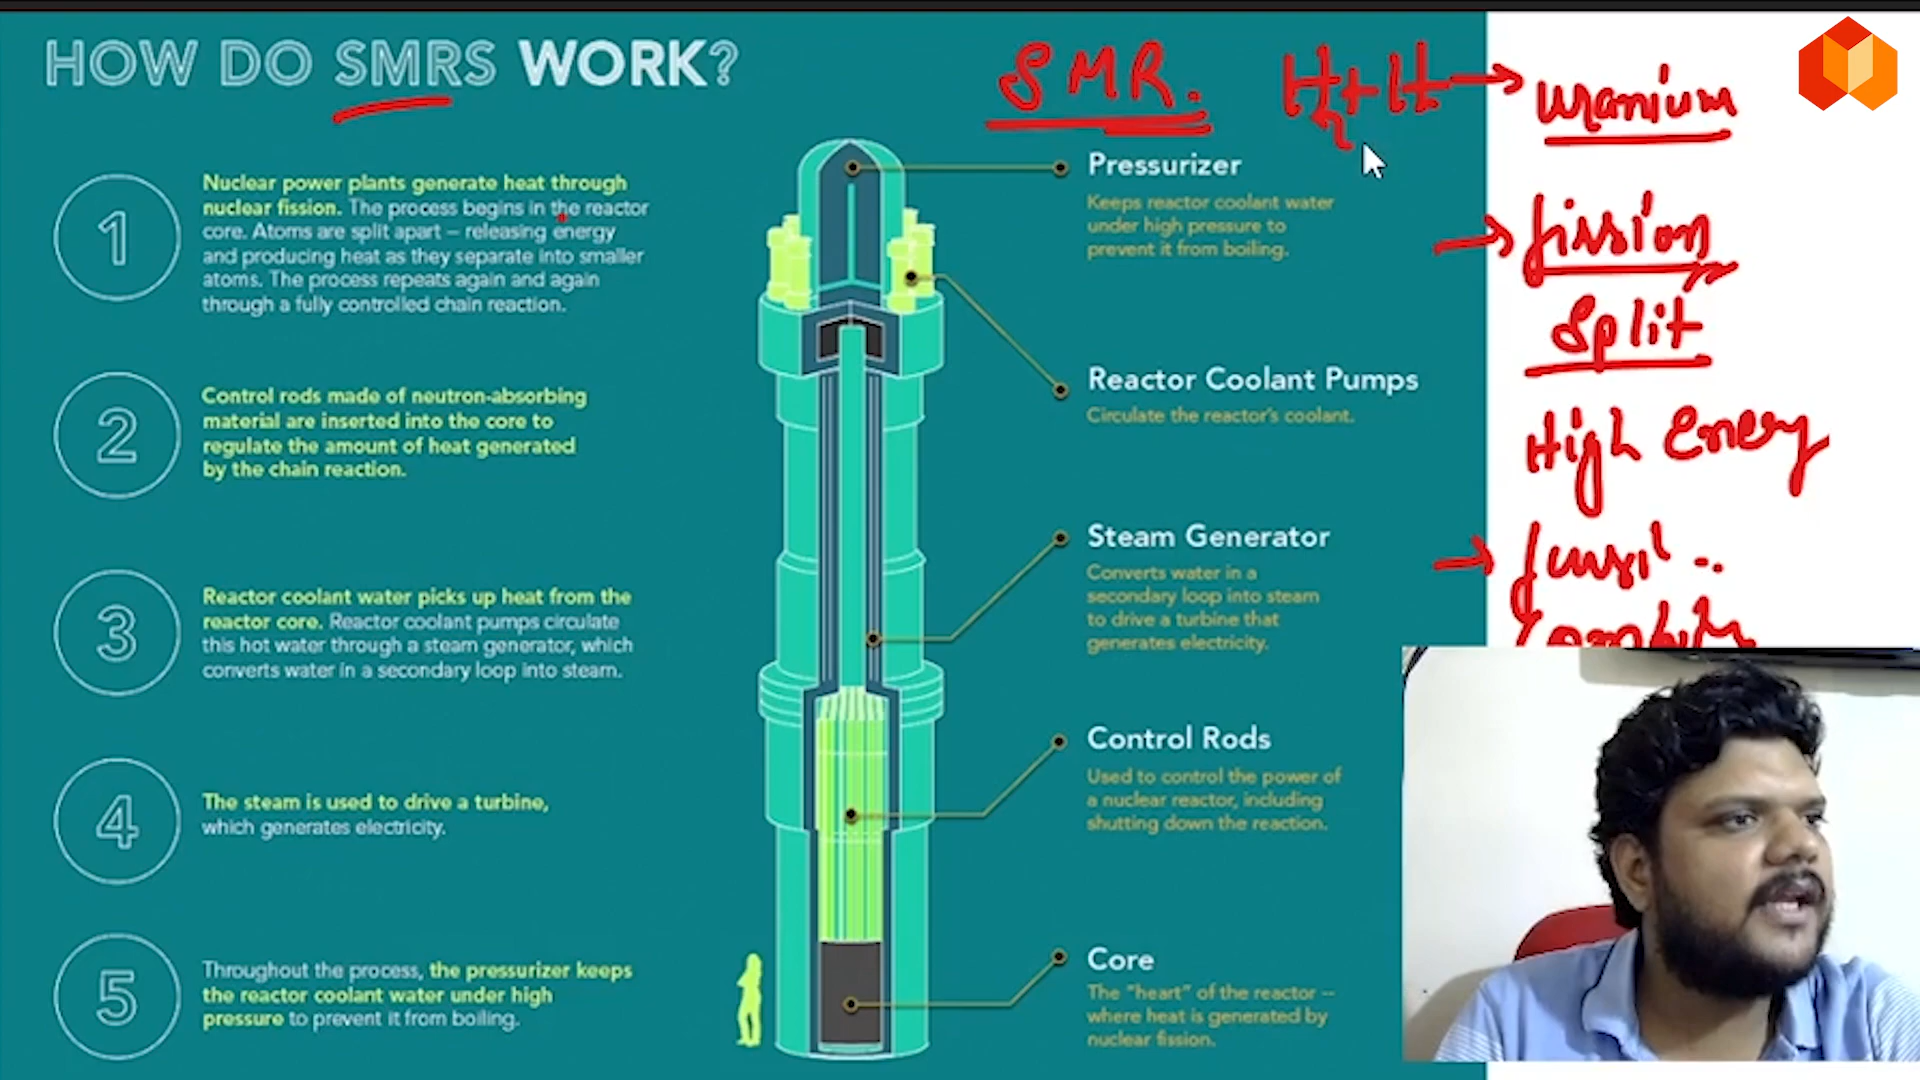 HOW DO SMRS WORK?
1
Nuclear power plants generate heat through
nuclear fission. The process begins in the reactor
core. Atoms are split apart – releasing energy
and producing heat as they separate into smaller
atoms. The process repeats again and again
through a fully controlled chain reaction.
2
Control rods made of neutron-absorbing
material are inserted into the core to
regulate the amount of heat generated
by the chain reaction.
3
Reactor coolant water picks up heat from the
reactor core. Reactor coolant pumps circulate
this hot water through a steam generator, which
converts water in a secondary loop into steam.
4
The steam is used to drive a turbine,
which generates electricity.
5
Throughout the process, the pressurizer keeps
the reactor coolant water under high
pressure to prevent it from boiling.
SMR.
Pressurizer
Keeps reactor coolant water
under high pressure to
prevent it from boiling.
Reactor Coolant Pumps
Circulate the reactor's coolant.
Steam Generator
Converts water in a
secondary loop into steam
to drive a turbine that
generates electricity.
Control Rods
Used to control the power of
a nuclear reactor, including
shutting down the reaction.
Core
The "heart" of the reactor --
where heat is generated by
nuclear fission.
H + H
uranium
fission
Split
High